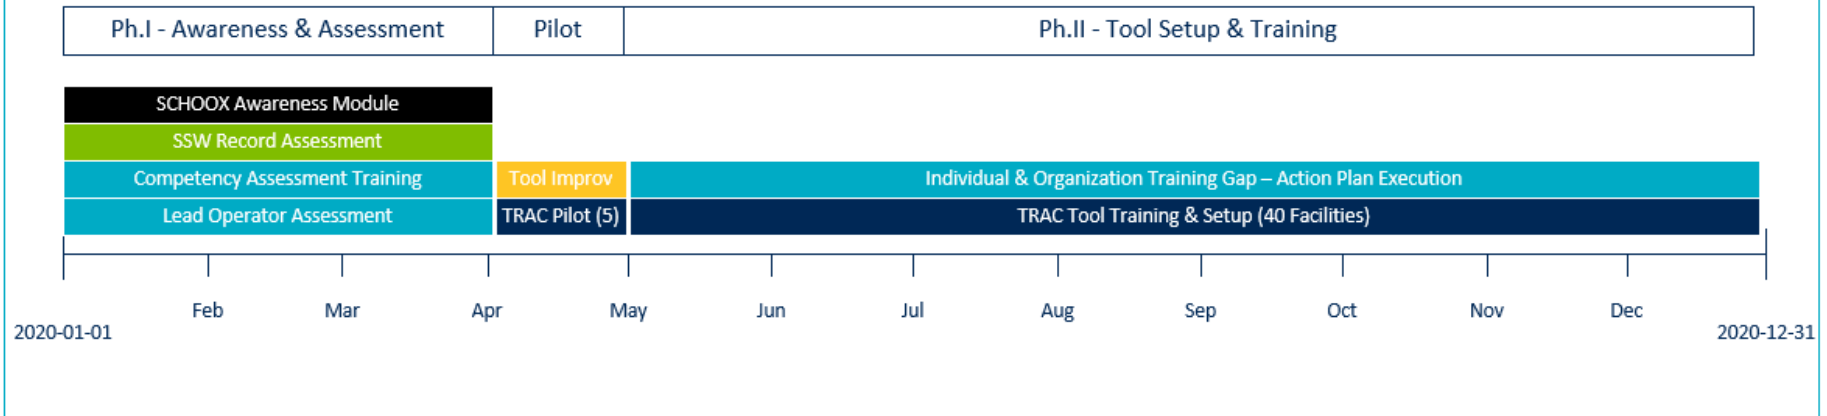 Ph.I - Awareness & Assessment
Pilot
Ph.II - Tool Setup & Training
SCHOOX Awareness Module
SSW Record Assessment
Competency Assessment Training
Tool Improv
Individual & Organization Training Gap – Action Plan Execution
Lead Operator Assessment
TRAC Pilot (5)
TRAC Tool Training & Setup (40 Facilities)
Feb
Mar
Apr
May
Jun
Jul
Aug
Sep
Oct
Nov
Dec
2020-01-01
2020-12-31